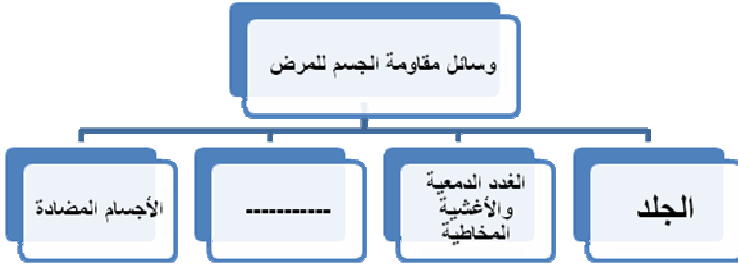 وسائل مقاومة الجسم للمرض
الجلد
الغدد الدمعية
والأغشية
المخاطية
-----------
الأجسام المضادة